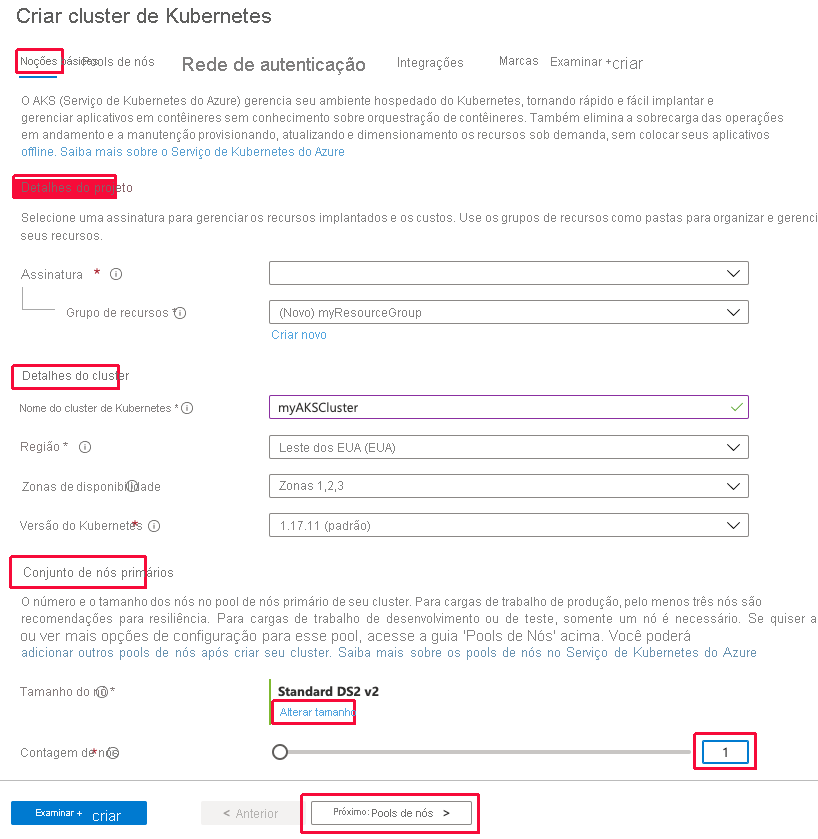 Criar cluster de Kubernetes
Noções básicas Pools de nós Rede de autenticação Integrações Marcas Examinar +criar
O AKS (Serviço de Kubernetes do Azure) gerencia seu ambiente hospedado do Kubernetes, tornando rápido e fácil implantar e
gerenciar aplicativos em contêineres sem conhecimento sobre orquestração de contêineres. Também elimina a sobrecarga das operações
em andamento e a manutenção provisionando, atualizando e dimensionamento os recursos sob demanda, sem colocar seus aplicativos
offline. Saiba mais sobre o Serviço de Kubernetes do Azure
Detalhes do projeto
Selecione uma assinatura para gerenciar os recursos implantados e os custos. Use os grupos de recursos como pastas para organizar e gerenci
seus recursos.
Assinatura *
Grupo de recursos * (Novo) myResourceGroup
Criar novo
Detalhes do cluster
Nome do cluster de Kubernetes * myAKSCluster
Região * Leste dos EUA (EUA)
Zonas de disponibilidade Zonas 1,2,3
Versão do Kubernetes * 1.17.11 (padrão)
Conjunto de nós primários
O número e o tamanho dos nós no pool de nós primário de seu cluster. Para cargas de trabalho de produção, pelo menos três nós são
recomendações para resiliência. Para cargas de trabalho de desenvolvimento ou de teste, somente um nó é necessário. Se quiser a
ou ver mais opções de configuração para esse pool, acesse a guia 'Pools de Nós' acima. Você poderá
adicionar outros pools de nós após criar seu cluster. Saiba mais sobre os pools de nós no Serviço de Kubernetes do Azure
Tamanho do nó * Standard DS2 v2
Alterar tamanho
Contagem de nós * 1
Examinar + criar < Anterior Próximo: Pools de nós >